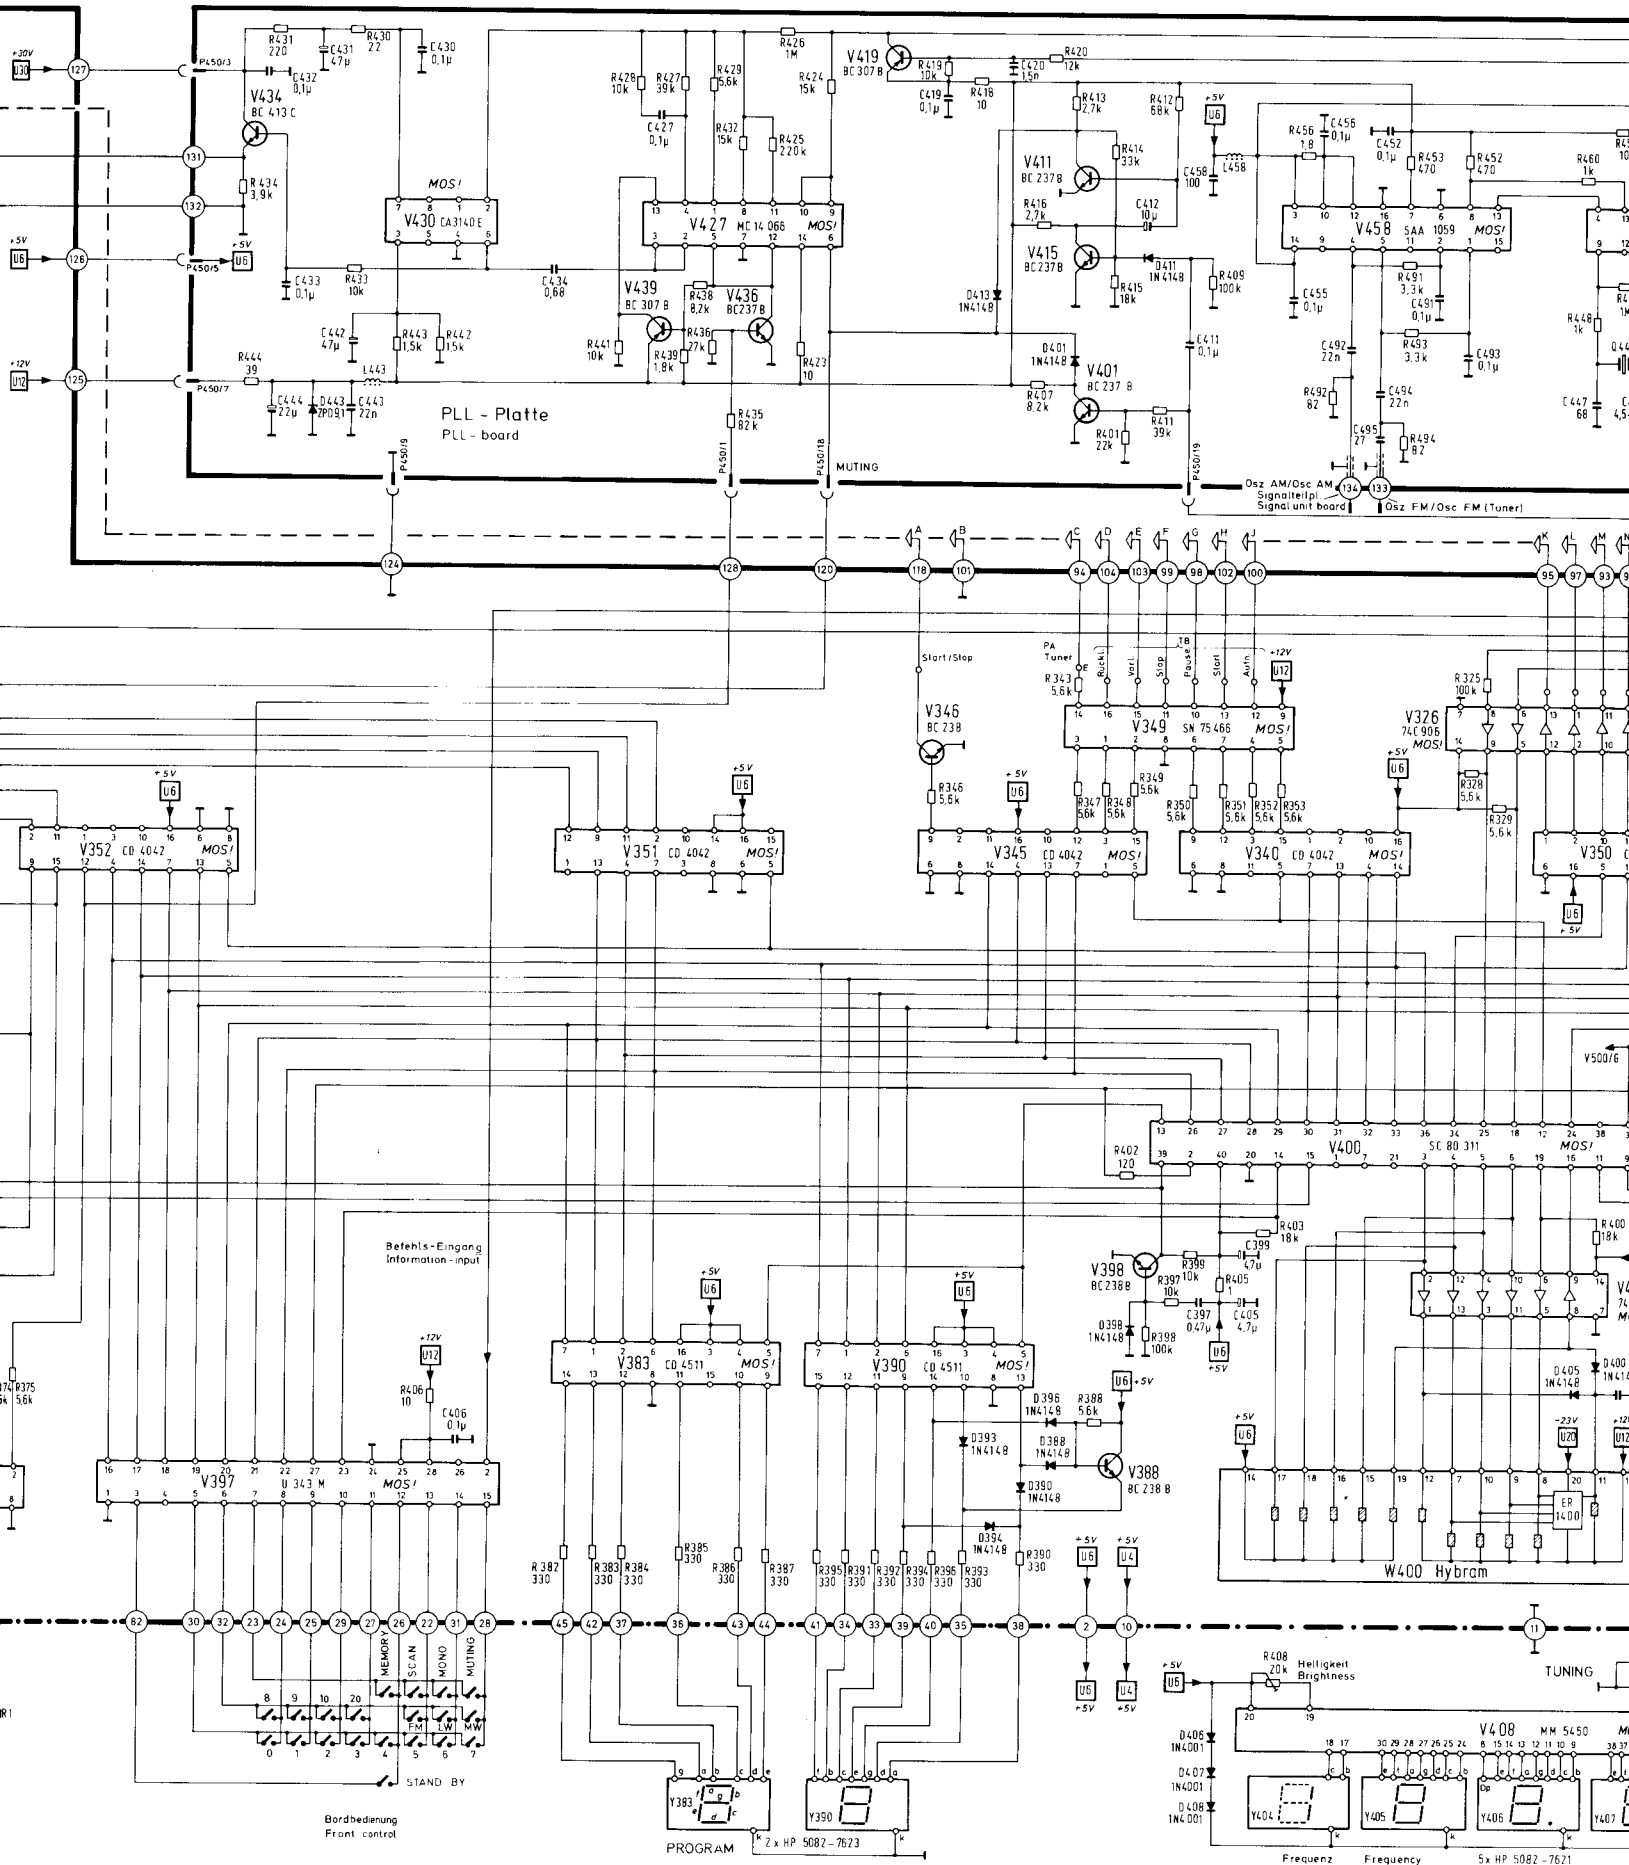 +30V
U30
127
P450/3
R431
220
C431
47µ
R430
22
C430
0,1µ
C432
0,1µ
V434
BC 413 C
131
132
R434
3,9k
+5V
U6
126
P450/5
+5V
U6
C433
0,1µ
R433
10k
MOS!
V430 CA3140E
C434
0,68
C442
47µ
R443
1,5k
R442
1,5k
+12V
U12
125
P450/7
R444
39
L443
C444
22µ
D443
ZPD9,1
C443
22n
PLL - Platte
PLL - board
P450/9
R428
10k
R427
39k
R429
5,6k
C427
0,1µ
R432
15k
R425
220k
R426
1M
R424
15k
V427 MC 14 066 MOS!
V439
BC 307 B
R438
8,2k
V436
BC237B
R436
27k
R441
10k
R439
1,8k
R423
10
R435
82k
P450/1
P450/18
MUTING
V419
BC307B
R419
10k
C420
1,5n
R420
12k
C419
0,1µ
R418
10
R413
2,7k
R412
68k
R414
33k
V411
BC 237 B
R416
2,7k
C412
10µ
V415
BC237B
D411
1N4148
R409
100k
R415
18k
D413
1N4148
D401
1N4148
C411
0,1µ
V401
BC 237 B
R407
8,2k
R401
22k
R411
39k
P450/19
+5V
U6
C458
100
L458
R456
1,8
C456
0,1µ
C452
0,1µ
R453
470
R452
470
R460
1k
V458 SAA 1059 MOS!
C455
0,1µ
R491
3,3k
C491
0,1µ
C492
22n
R493
3,3k
C493
0,1µ
R492
82
C494
22n
C495
27
R494
82
R448
1k
C447
68
Osz AM/Osc AM
Signalteilpl.
Signal unit board
134
133
Osz FM/Osc FM (Tuner)
A B C D E F G H J K L M N
124 128 120 118 101 94 104 103 99 98 102 100 95 97 93
Start/Stop
PA
Tuner
E
TB
Rückl.
Vorl.
Stop
Pause
Start
Aufn.
+12V
U12
R343
5,6k
V346
BC 238
V349 SN 75466 MOS!
R325
100k
V326
74C906
MOS!
R328
5,6k
R329
5,6k
R346
5,6k
R347
5,6k
R348
5,6k
R349
5,6k
R350
5,6k
R351
5,6k
R352
5,6k
R353
5,6k
+5V
U6
V352 CD 4042 MOS!
+5V
U6
V351 CD 4042 MOS!
+5V
U6
V345 CD 4042 MOS!
+5V
U6
V340 CD 4042 MOS!
V350
U6
+5V
V500/6
R402
120
V400 SC 80 311 MOS!
Befehls-Eingang
Information-input
V398
BC238B
R399
10k
R403
18k
C399
4,7µ
R397
10k
R405
1
C397
0,47µ
C405
4,7µ
D398
1N4148
R398
100k
U6
+5V
R400
18k
D405
1N4148
D400
+12V
U12
R406
10
C406
0,1µ
+5V
U6
V383 CD 4511 MOS!
+5V
U6
V390 CD 4511 MOS!
R375
5,6k
V397 U 343 M MOS!
D396
1N4148
R388
5,6k
U6
+5V
D393
1N4148
D388
1N4148
V388
BC 238 B
D390
1N4148
D394
1N4148
+5V
U6
-23V
U20
U12
ER
1400
W400 Hybram
R382
330
R383
330
R384
330
R385
330
R386
330
R387
330
R395
330
R391
330
R392
330
R394
330
R396
330
R393
330
R390
330
+5V
U6
+5V
U4
82 30 32 23 24 25 29 27 26 22 31 28 45 42 37 36 43 44 41 34 33 39 40 35 38 2 10 11
U6
+5V
U4
+5V
MEMORY
SCAN
MONO
MUTING
8 9 10 20
FM LW MW
0 1 2 3 4 5 6 7
STAND BY
Bordbedienung
Front control
Y383
PROGRAM
2 x HP 5082-7623
Y390
+5V
U6
R408
20k
Helligkeit
Brightness
TUNING
V408 MM 5450
D406
1N4001
D407
1N4001
D408
1N4001
Y404
Y405
Y406
Y407
Frequenz
Frequency
5x HP 5082-7621